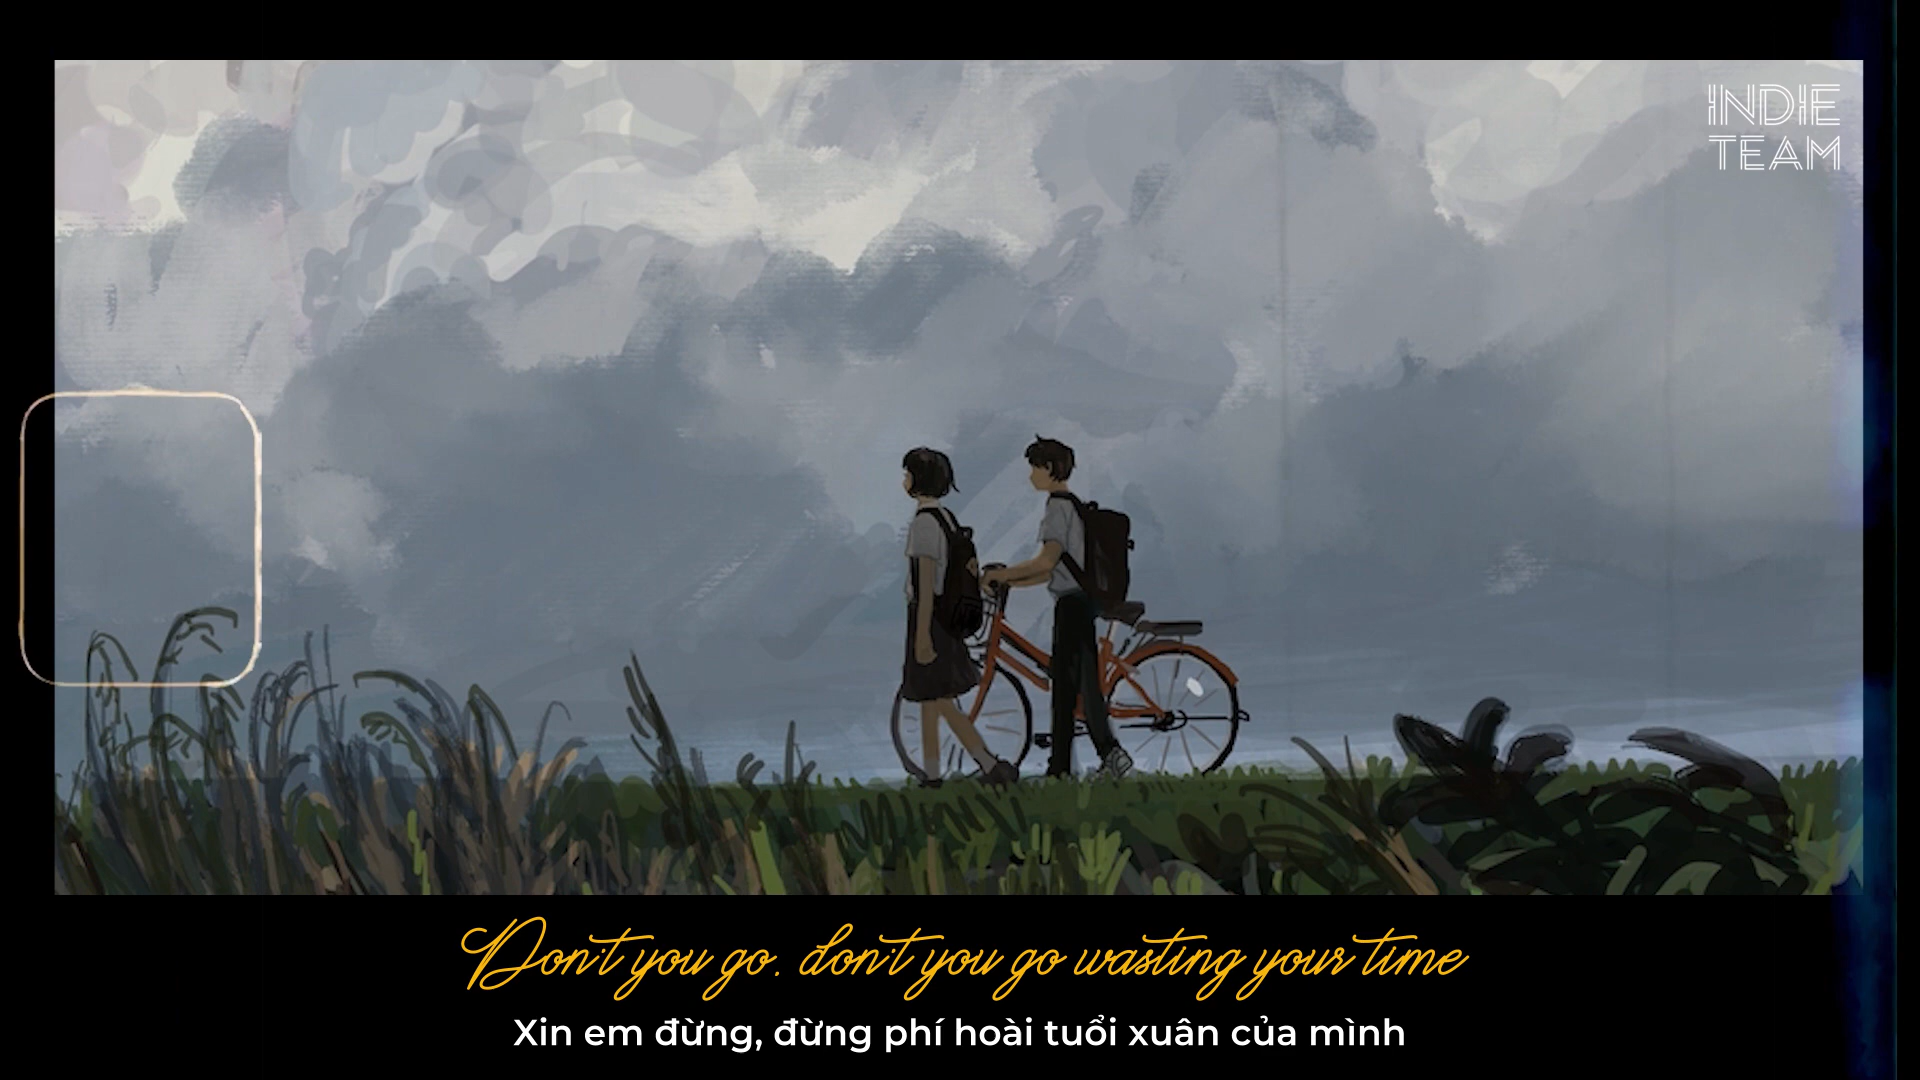 INDIE
TEAM
Don't you go. don't you go wasting your time
Xin em đừng, đừng phí hoài tuổi xuân của mình